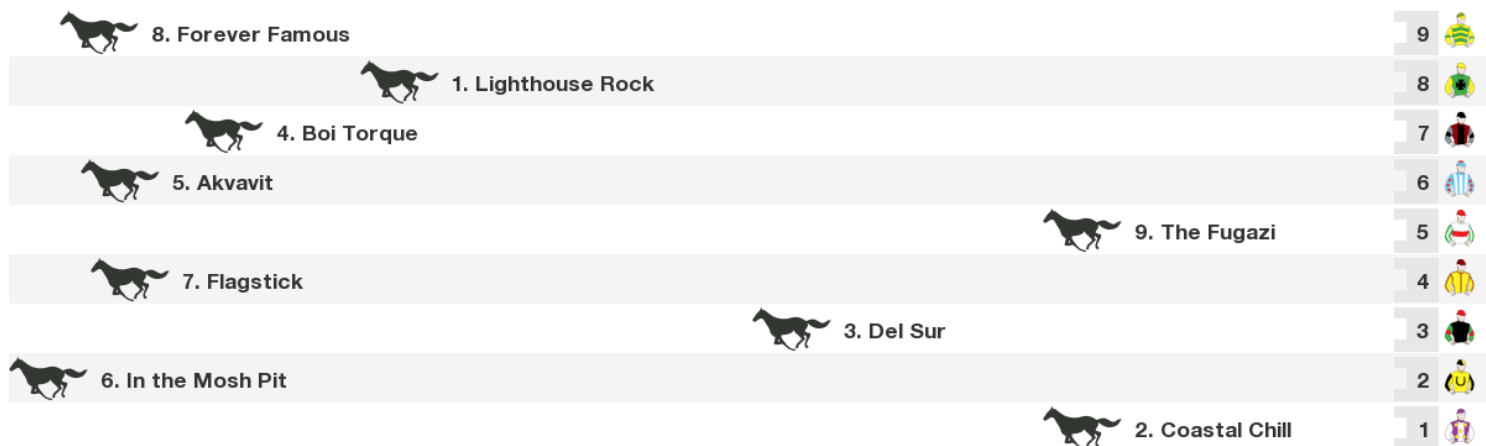 8. Forever Famous 9
1. Lighthouse Rock 8
4. Boi Torque 7
5. Akvavit 6
9. The Fugazi 5
7. Flagstick 4
3. Del Sur 3
6. In the Mosh Pit 2
2. Coastal Chill 1